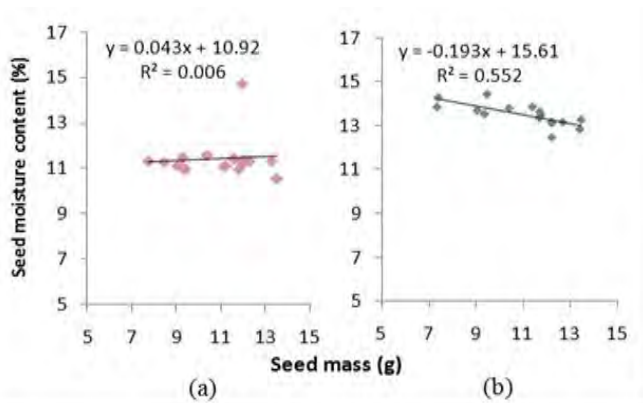 y = 0.043x + 10.92
R² = 0.006
y = -0.193x + 15.61
R² = 0.552
Seed moisture content (%)
17
15
13
11
9
7
5
5 7 9 11 13 15
17
15
13
11
9
7
5
5 7 9 11 13 15
Seed mass (g)
(a) (b)